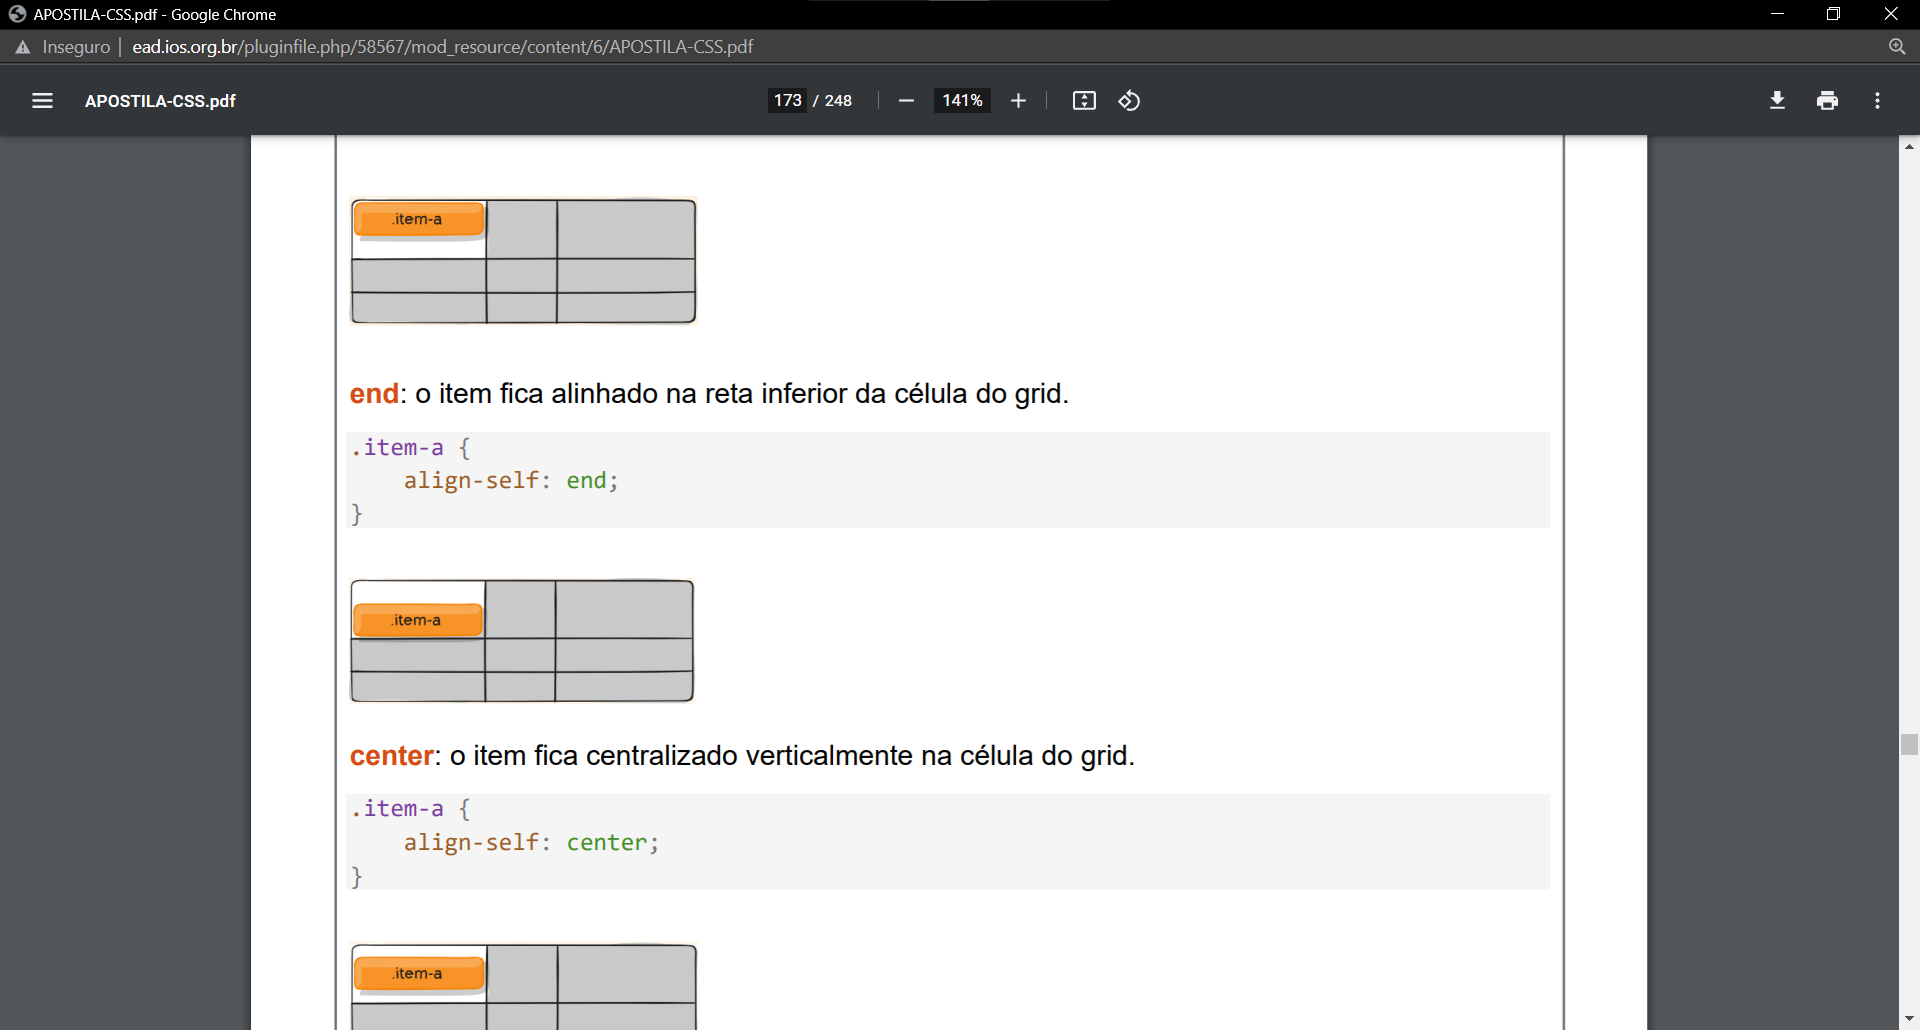 APOSTILA-CSS.pdf - Google Chrome
Inseguro | ead.ios.org.br/pluginfile.php/58567/mod_resource/content/6/APOSTILA-CSS.pdf
APOSTILA-CSS.pdf 173 / 248 141%
.item-a
end: o item fica alinhado na reta inferior da célula do grid.
.item-a {
    align-self: end;
}
.item-a
center: o item fica centralizado verticalmente na célula do grid.
.item-a {
    align-self: center;
}
.item-a